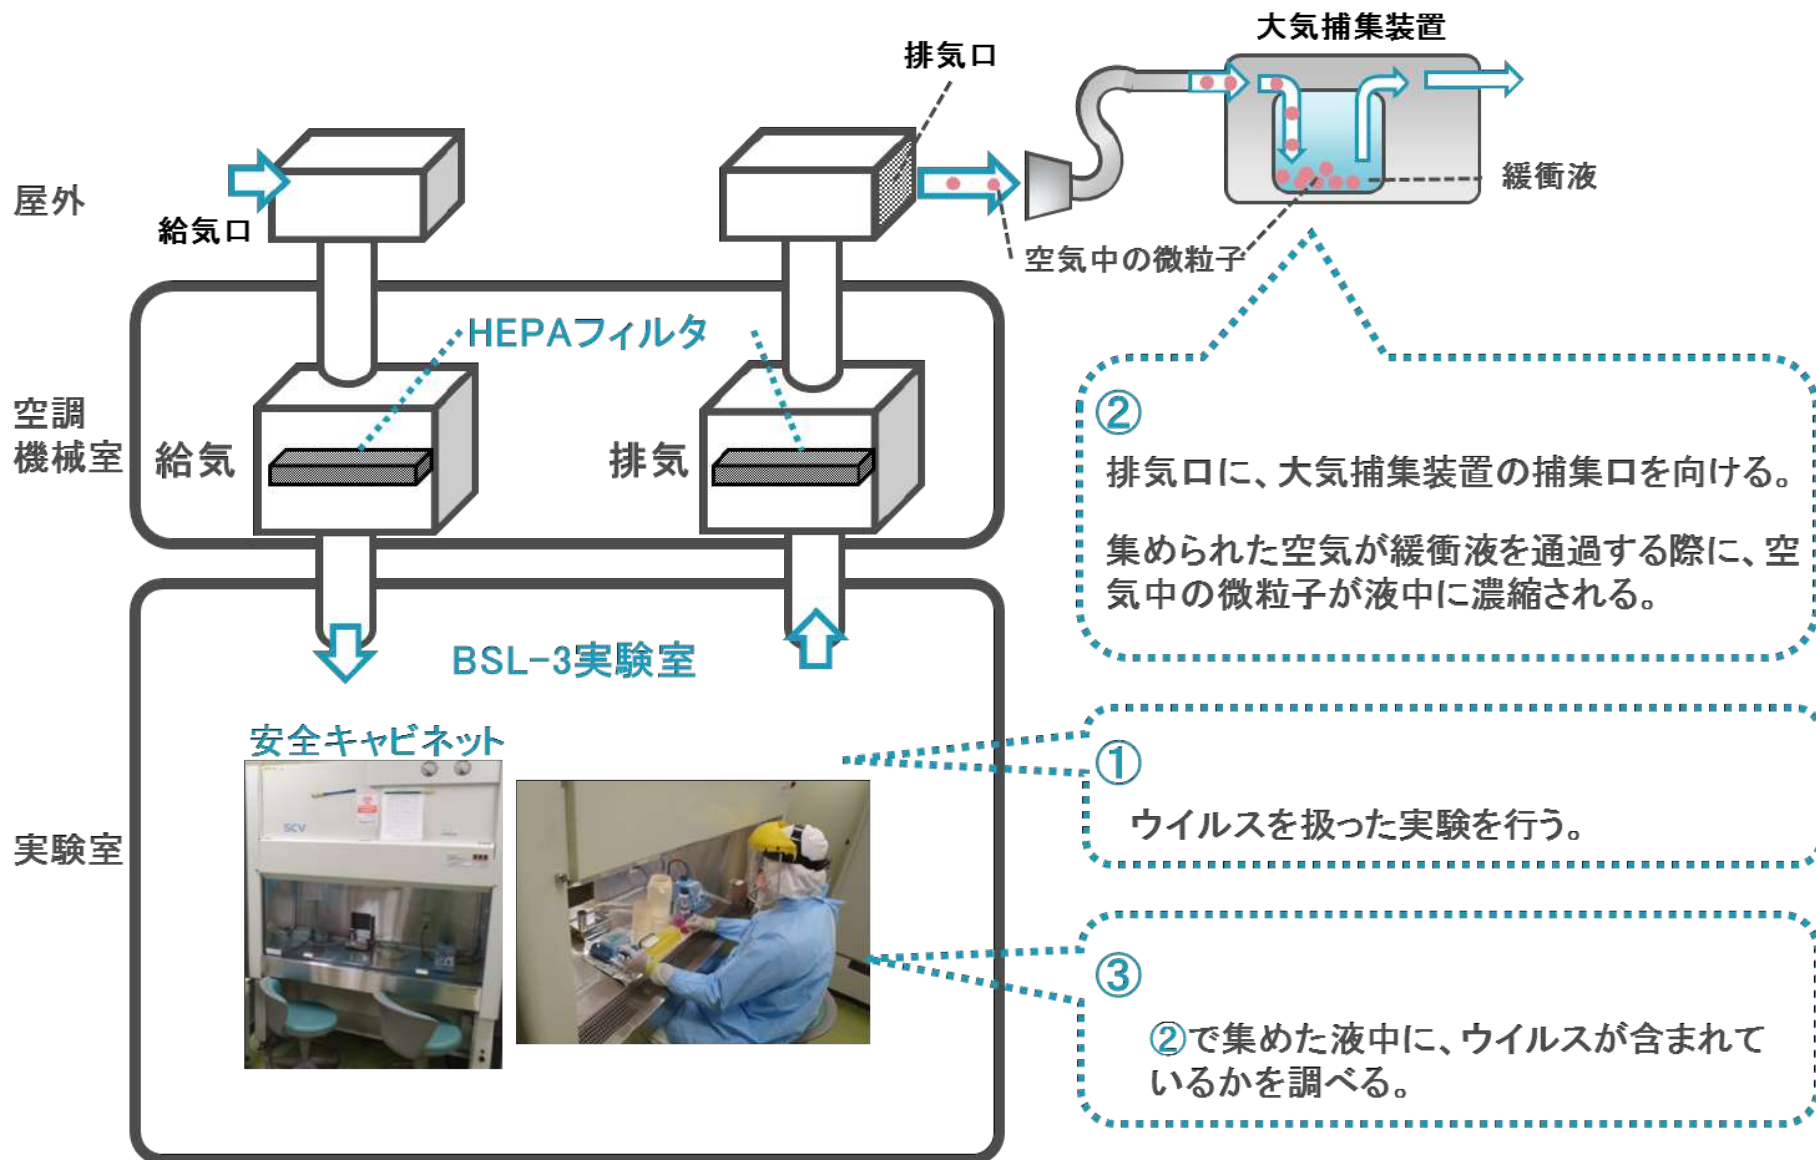 大気捕集装置
排気口
屋外
給気口
緩衝液
空気中の微粒子
HEPAフィルタ
空調
機械室
給気
排気
②
排気口に、大気捕集装置の捕集口を向ける。
集められた空気が緩衝液を通過する際に、空
気中の微粒子が液中に濃縮される。
BSL-3実験室
安全キャビネット
SCV
①
ウイルスを扱った実験を行う。
実験室
③
②で集めた液中に、ウイルスが含まれて
いるかを調べる。